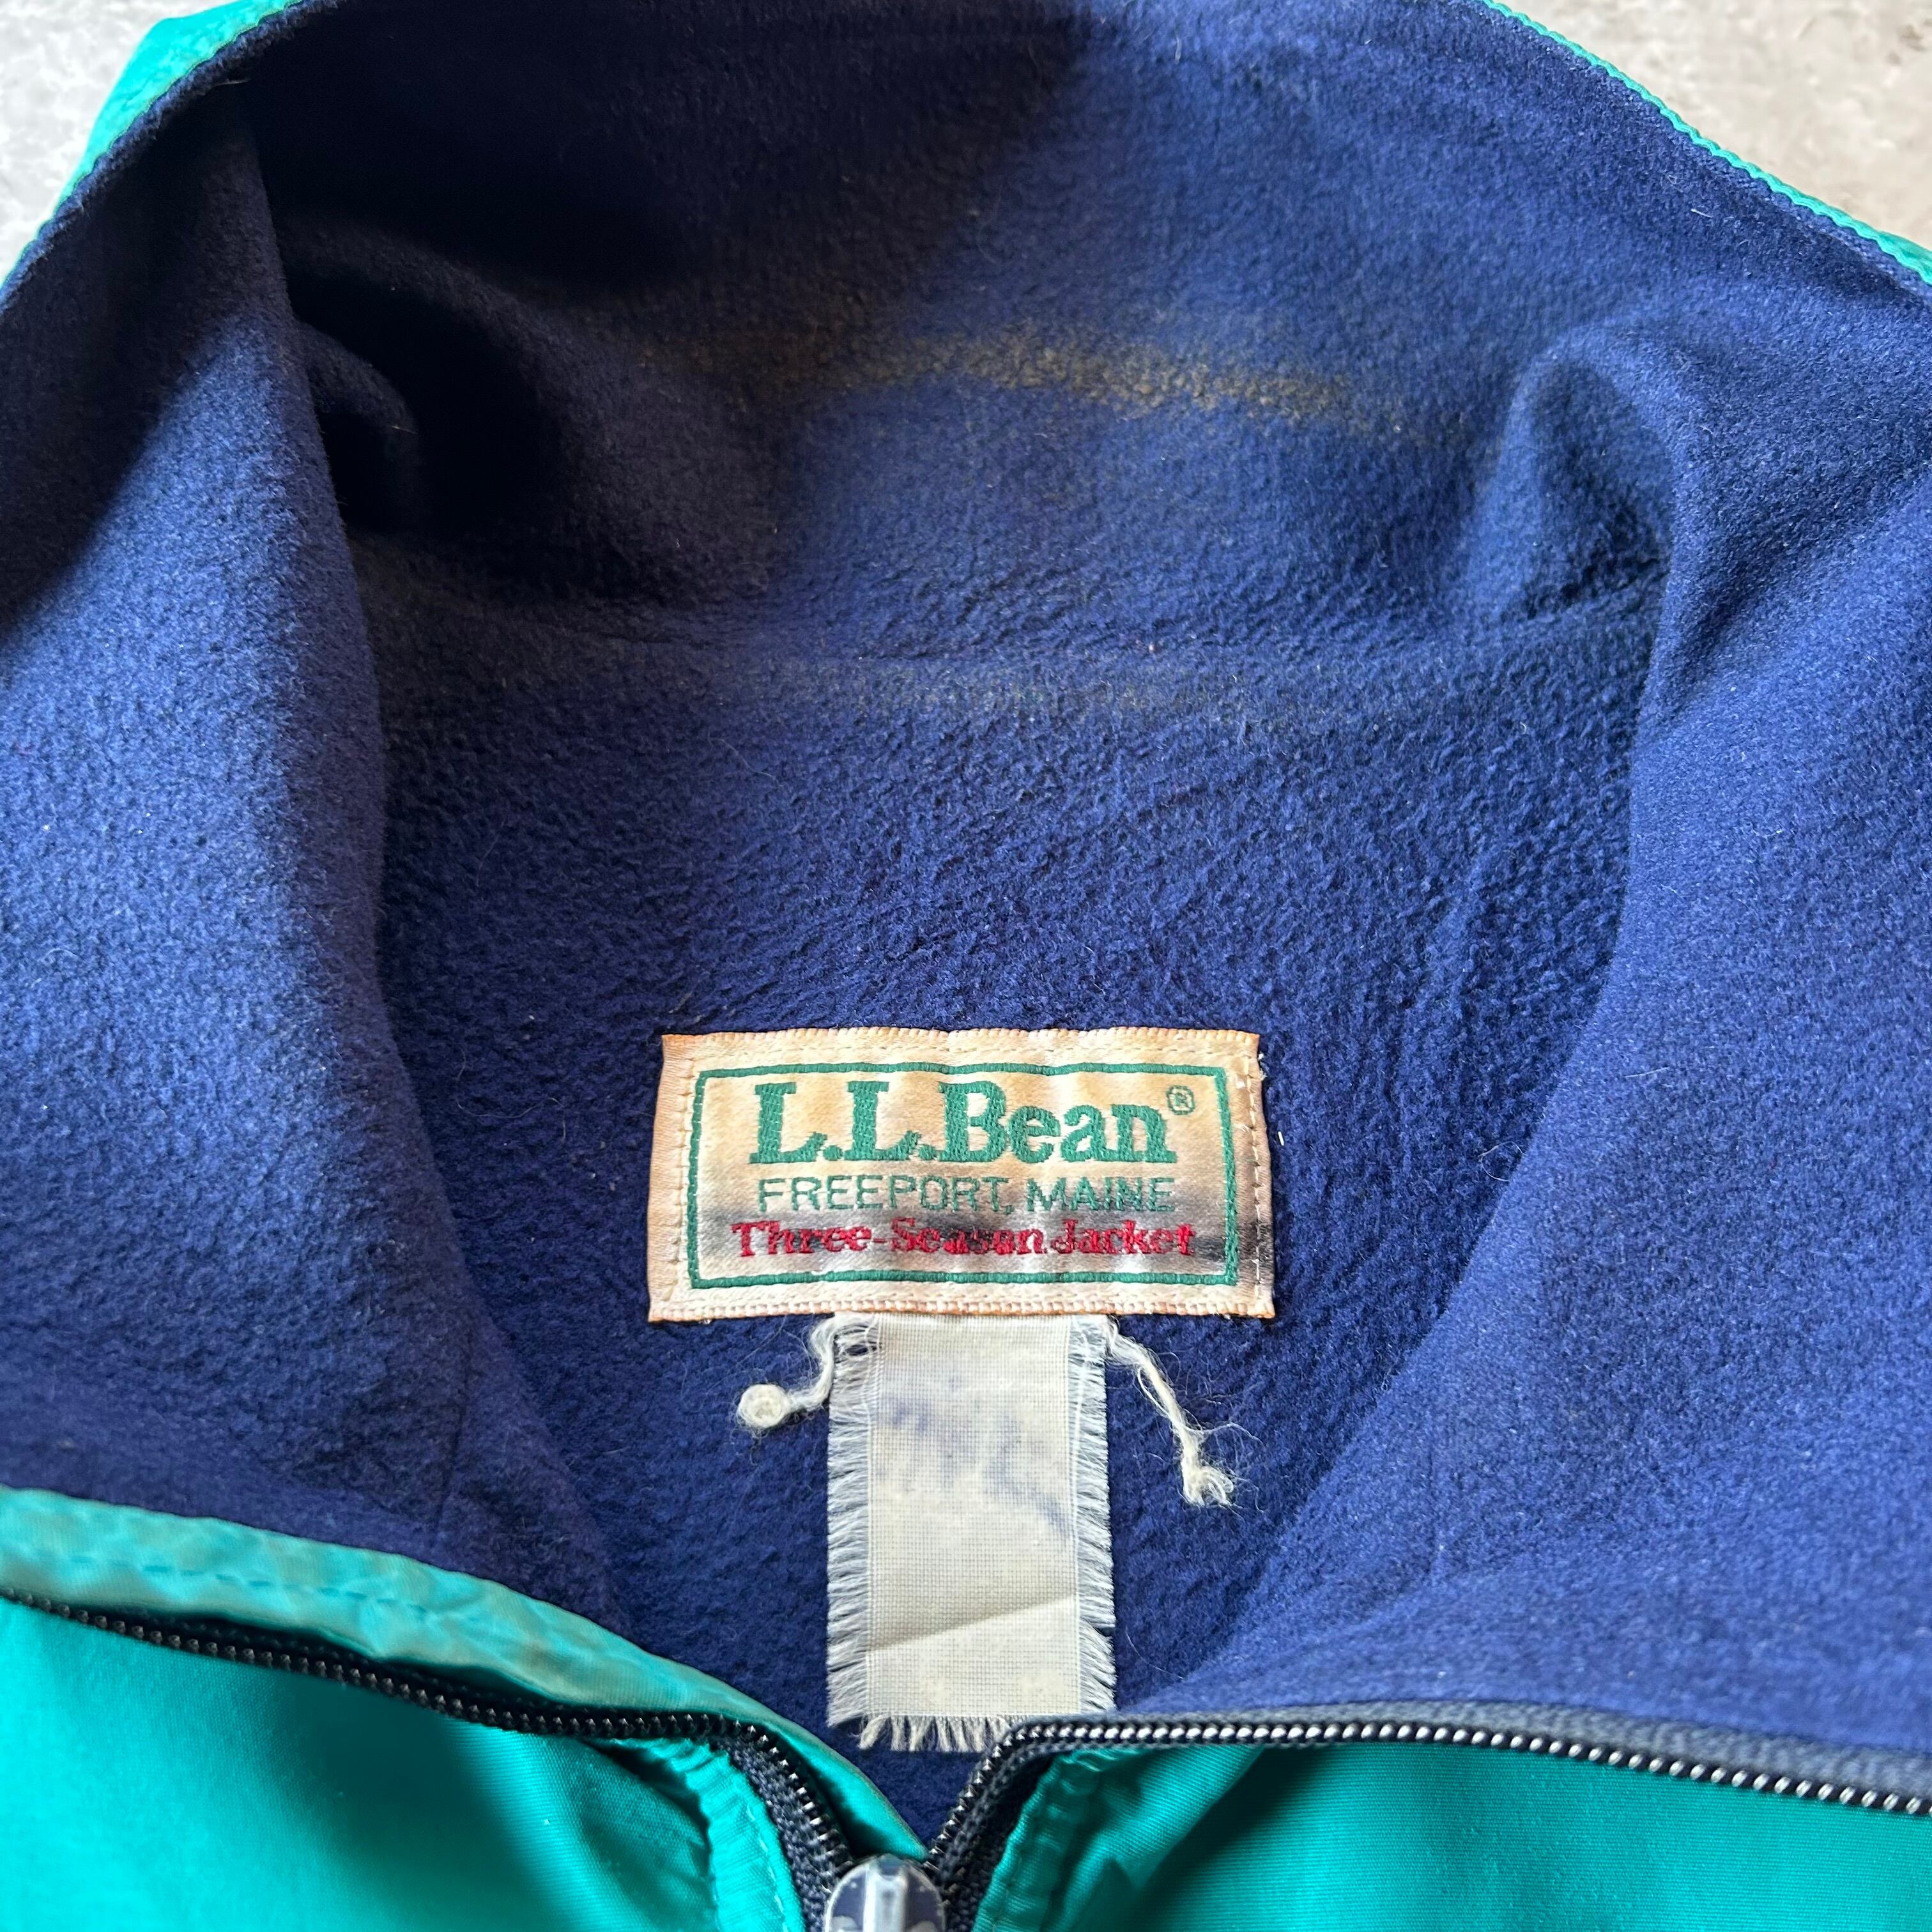 L.L.Bean®
FREEPORT, MAINE
Three-Season Jacket